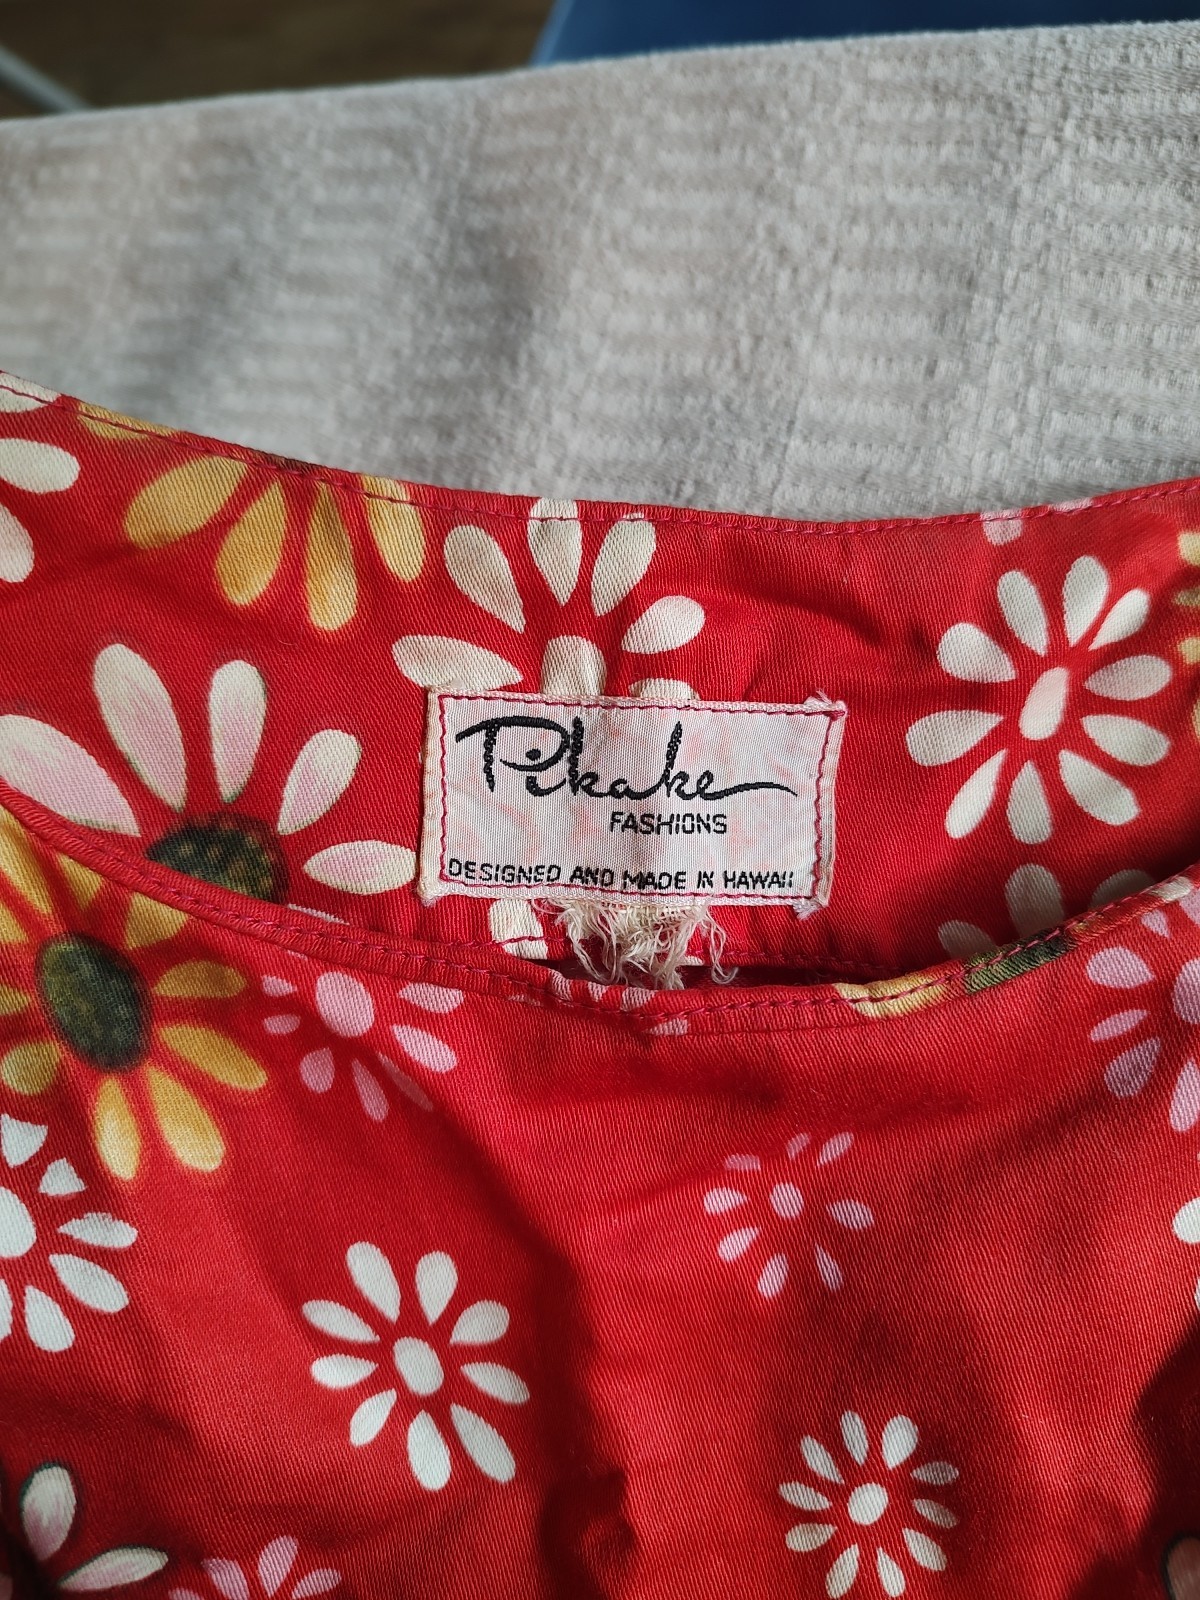 Pikake
FASHIONS
DESIGNED AND MADE IN HAWAII